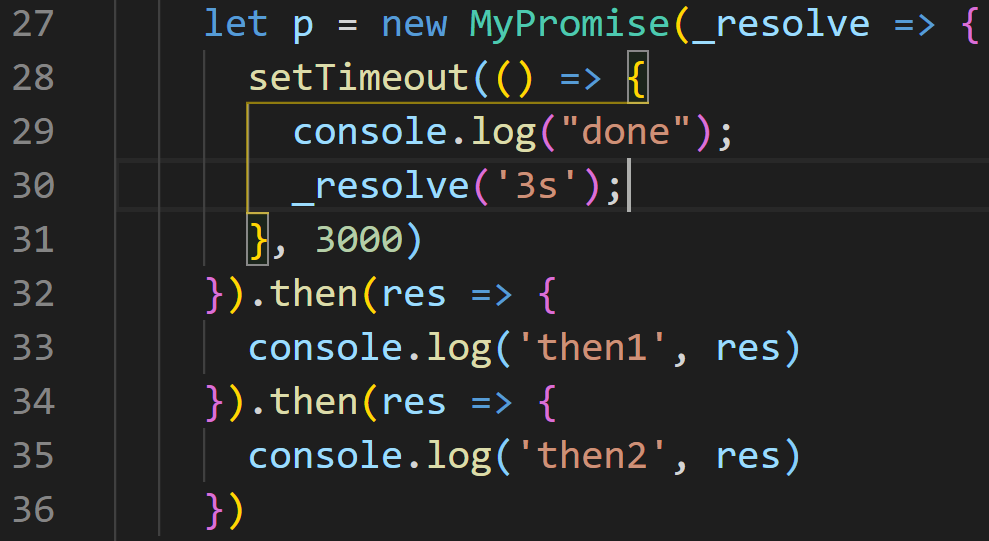 27 let p = new MyPromise(_resolve => {
28 setTimeout(() => {
29 console.log("done");
30 _resolve('3s');
31 }, 3000)
32 }).then(res => {
33 console.log('then1', res)
34 }).then(res => {
35 console.log('then2', res)
36 })